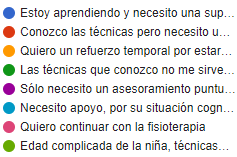 Estoy aprendiendo y necesito una sup...
Conozco las técnicas pero necesito u...
Quiero un refuerzo temporal por estar...
Las técnicas que conozco no me sirve...
Sólo necesito un asesoramiento puntu...
Necesito apoyo, por su situación cogn...
Quiero continuar con la fisioterapia
Edad complicada de la niña, técnicas...